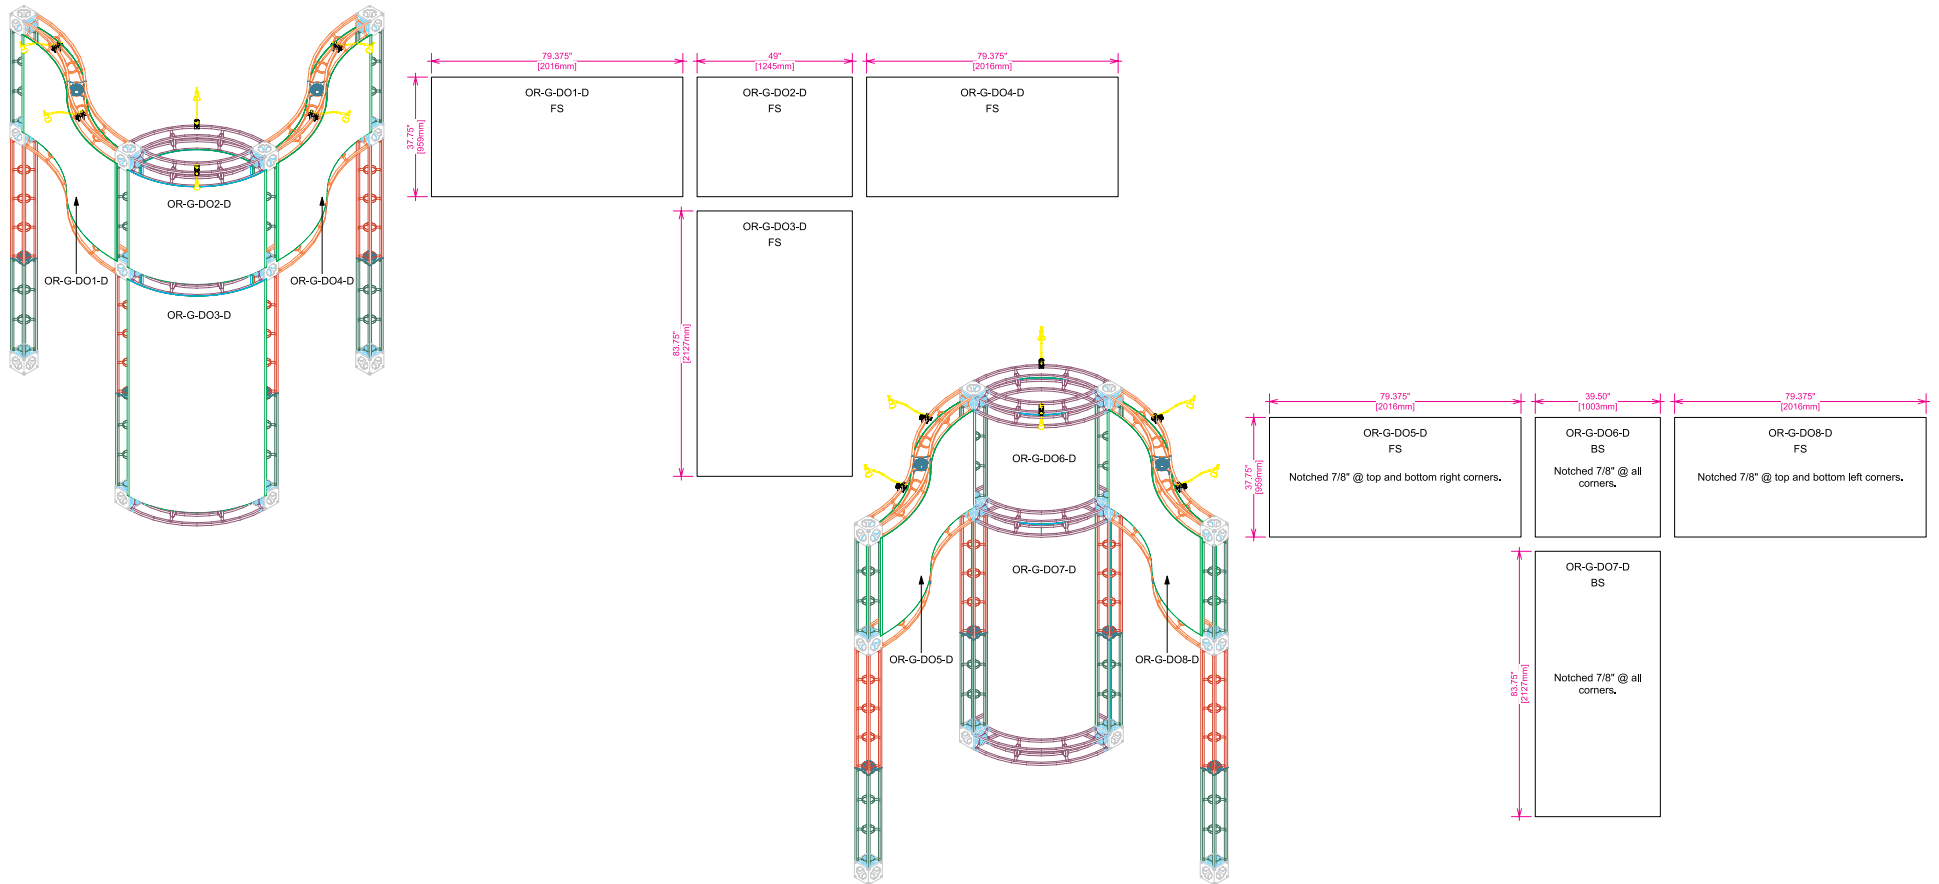 79.375"
[2016mm]
49"
[1245mm]
79.375"
[2016mm]
37.75"
[959mm]
OR-G-DO1-D
FS
OR-G-DO2-D
FS
OR-G-DO4-D
FS
OR-G-DO2-D
OR-G-DO1-D
OR-G-DO4-D
OR-G-DO3-D
83.75"
[2127mm]
OR-G-DO3-D
FS
79.375"
[2016mm]
39.50"
[1003mm]
79.375"
[2016mm]
37.75"
[959mm]
OR-G-DO5-D
FS
Notched 7/8" @ top and bottom right corners.
OR-G-DO6-D
BS
Notched 7/8" @ all
corners.
OR-G-DO8-D
FS
Notched 7/8" @ top and bottom left corners.
OR-G-DO6-D
OR-G-DO7-D
OR-G-DO5-D
OR-G-DO8-D
83.75"
[2127mm]
OR-G-DO7-D
BS
Notched 7/8" @ all
corners.